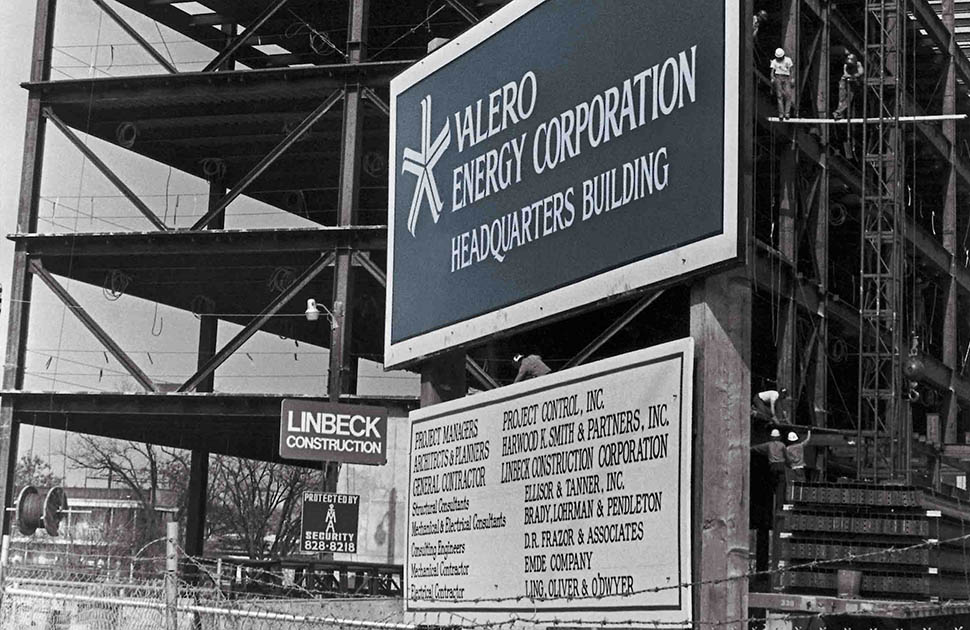 VALERO
ENERGY CORPORATION
HEADQUARTERS BUILDING
LINBECK
CONSTRUCTION
PROTECTED BY
SECURITY
828-8218
PROJECT MANAGERS PROJECT CONTROL, INC.
ARCHITECTS & PLANNERS HARWOOD K. SMITH & PARTNERS, INC.
GENERAL CONTRACTOR LINBECK CONSTRUCTION CORPORATION
Structural Consultants ELLISOR & TANNER, INC.
Mechanical & Electrical Consultants BRADY, LOHRMAN & PENDLETON
Consulting Engineers D.R. FRAZOR & ASSOCIATES
Mechanical Contractor EMDE COMPANY
Electrical Contractor LING, OLIVER & O'DWYER